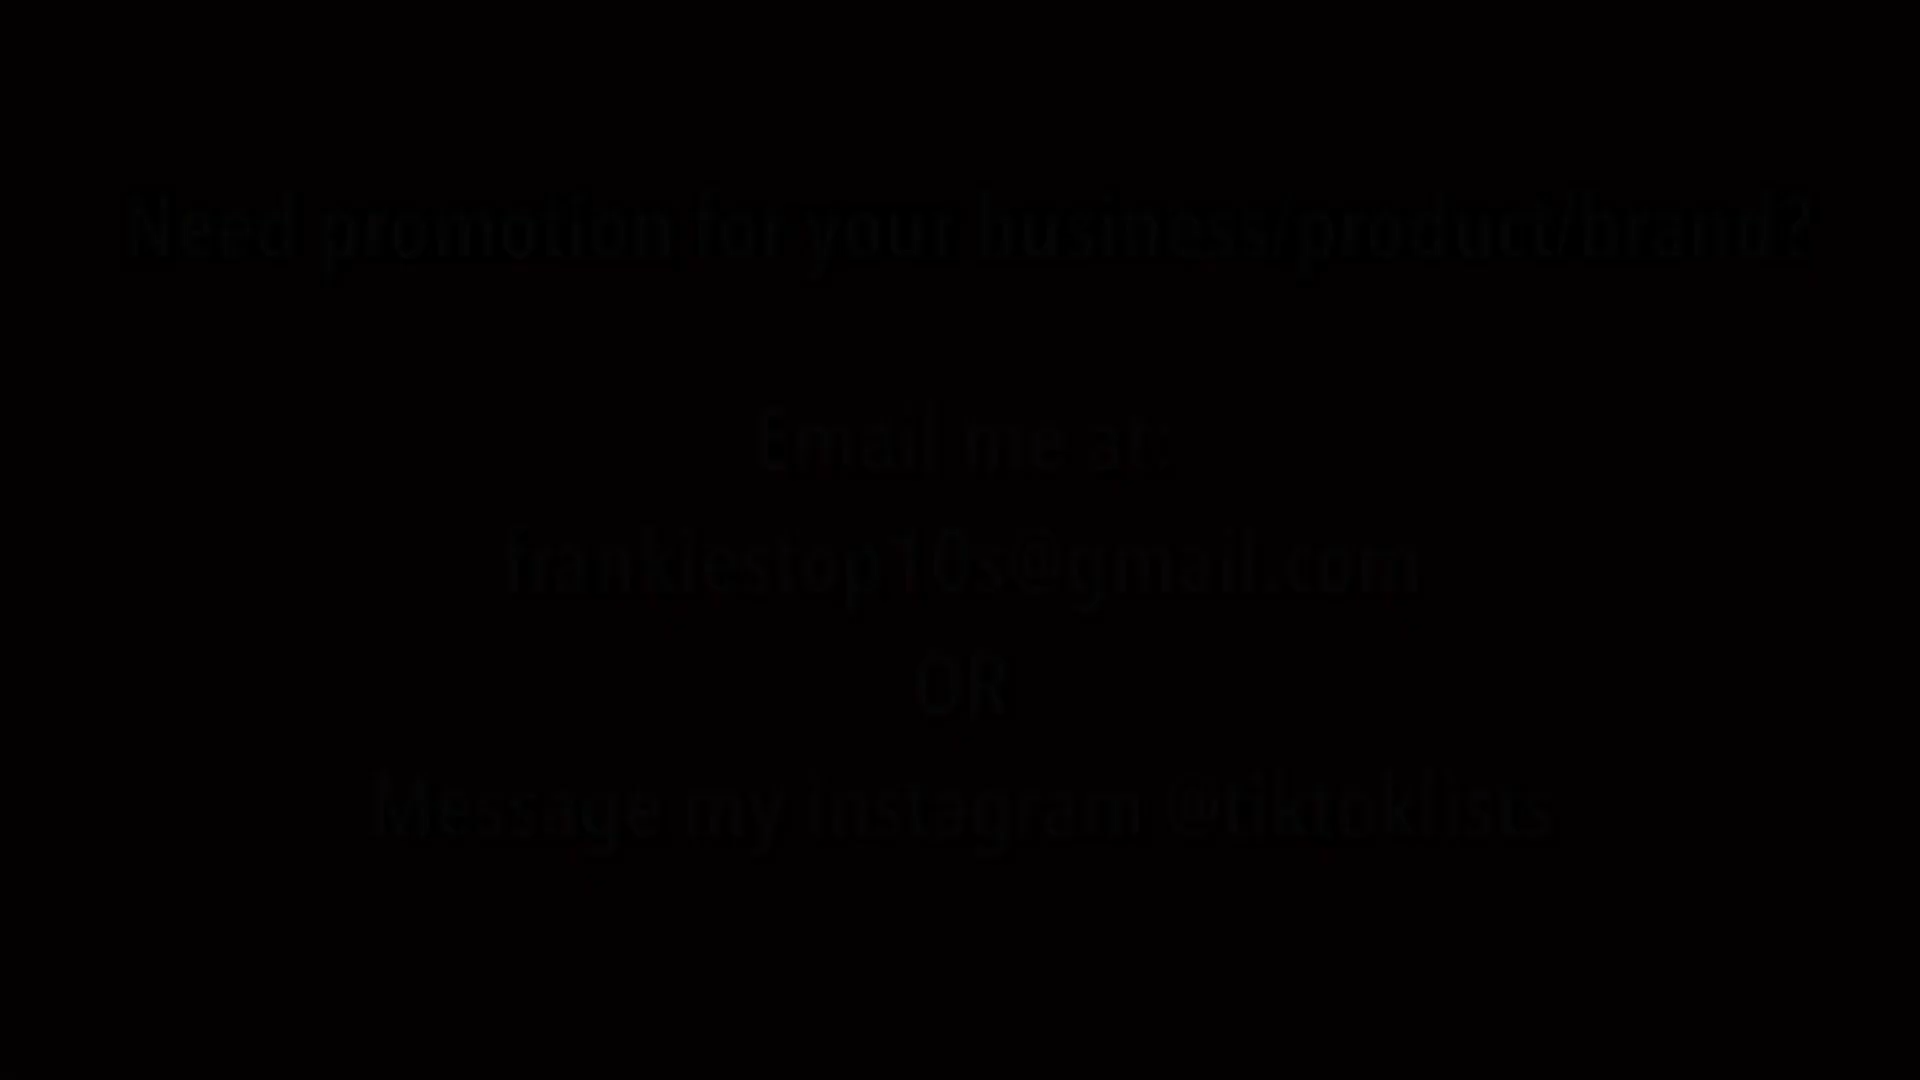 Need promotion for your business/product/brand?
Email me at:
frankiestop10s@gmail.com
OR
Message my Instagram @tiktoklists